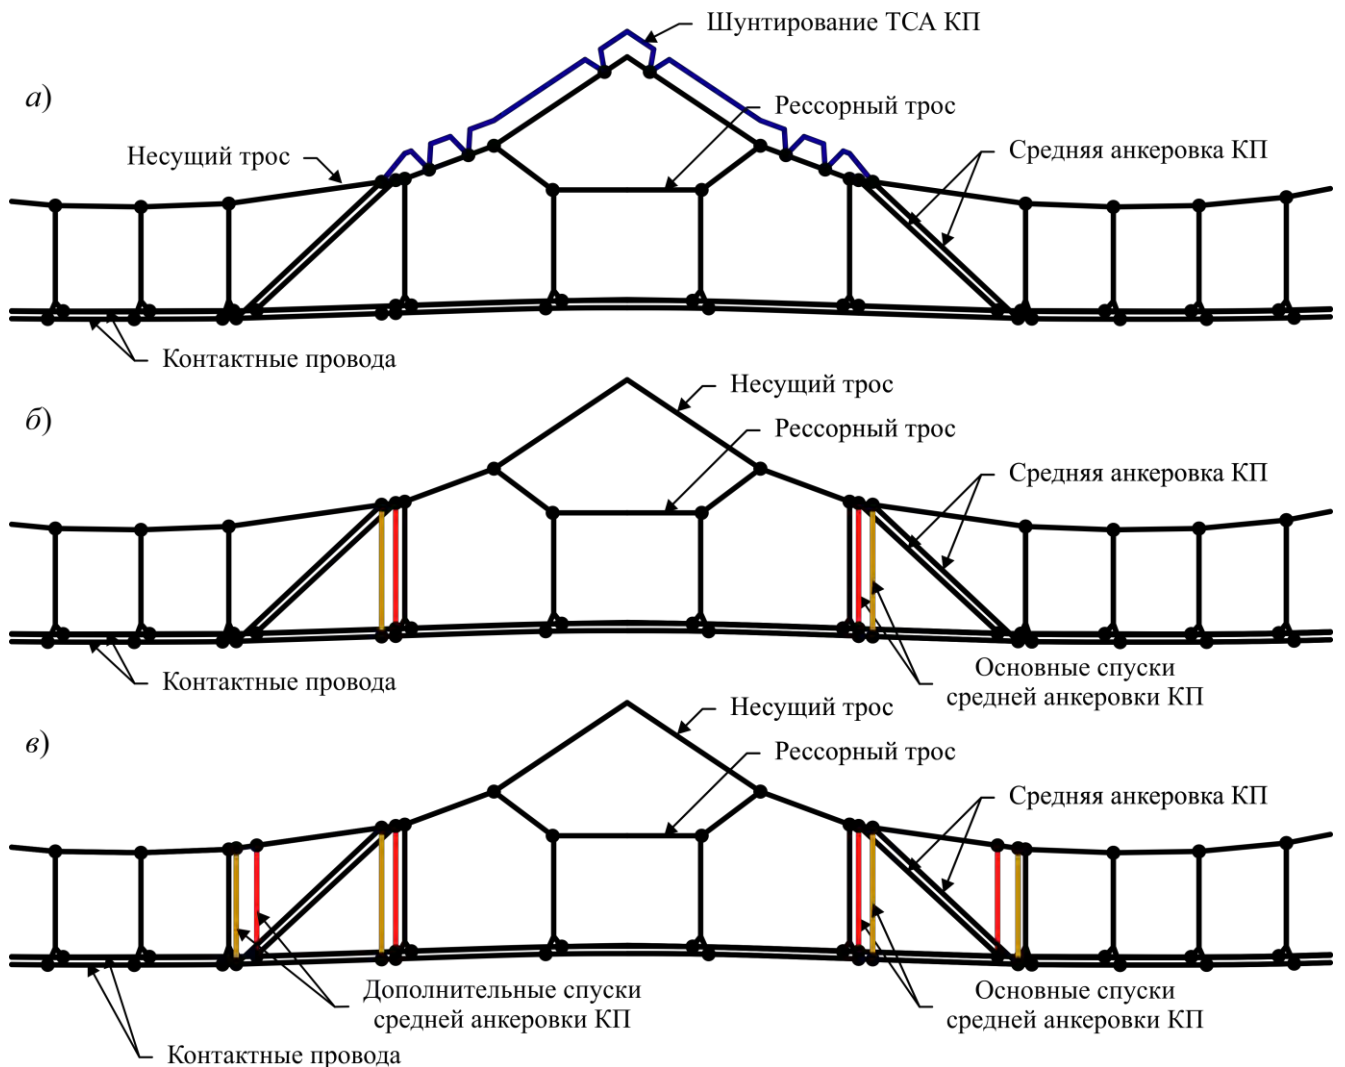 Шунтирование ТСА КП
а)
Рессорный трос
Несущий трос
Средняя анкеровка КП
Контактные провода
Несущий трос
б)
Рессорный трос
Средняя анкеровка КП
Контактные провода
Основные спуски
средней анкеровки КП
Несущий трос
в)
Рессорный трос
Средняя анкеровка КП
Дополнительные спуски
средней анкеровки КП
Основные спуски
средней анкеровки КП
Контактные провода